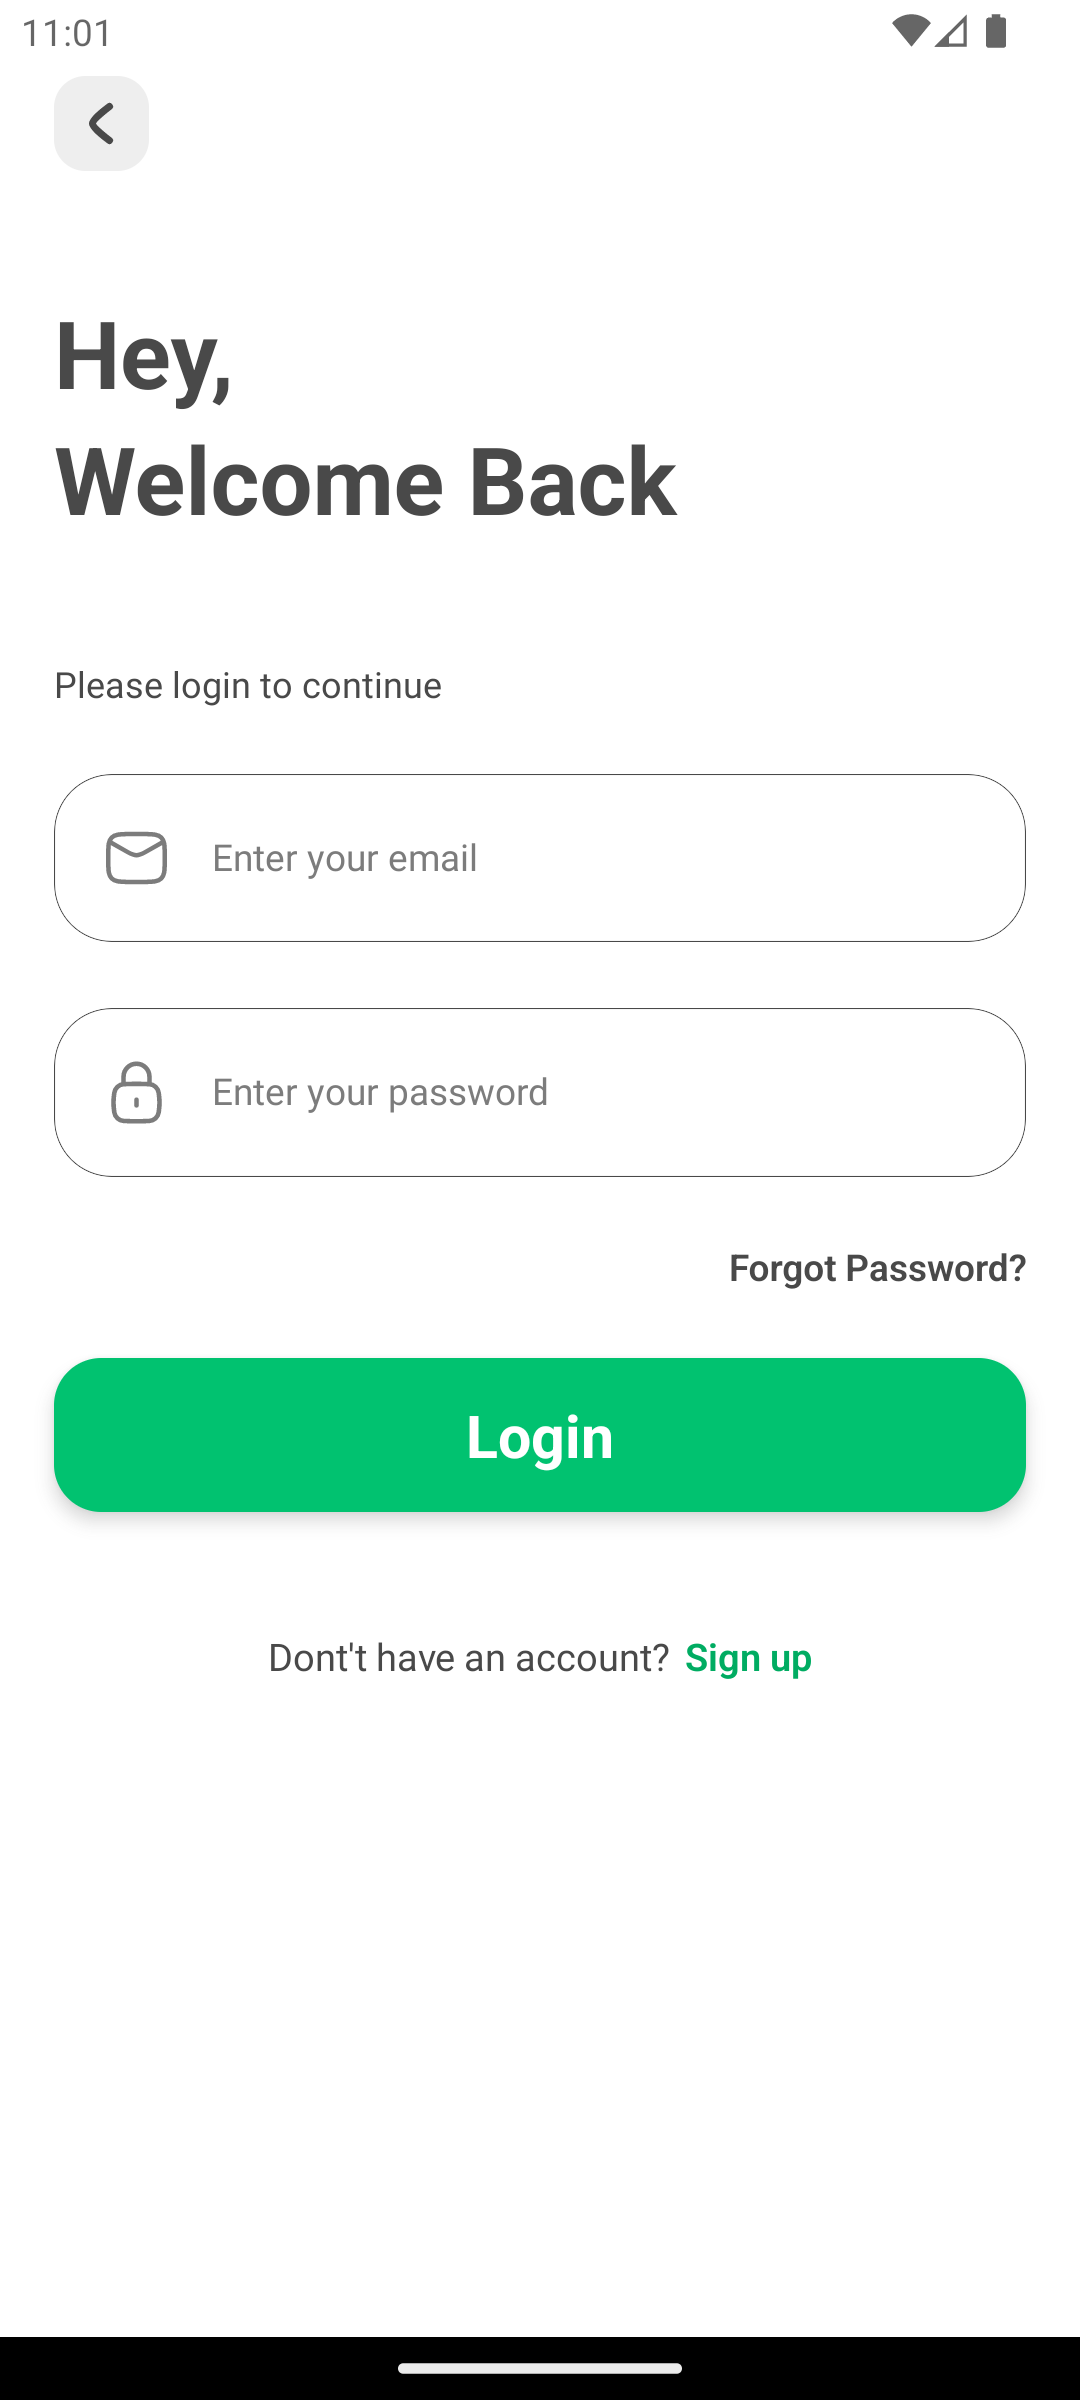 11:01
Hey,
Welcome Back
Please login to continue
Enter your email
Enter your password
Forgot Password?
Login
Dont't have an account? Sign up